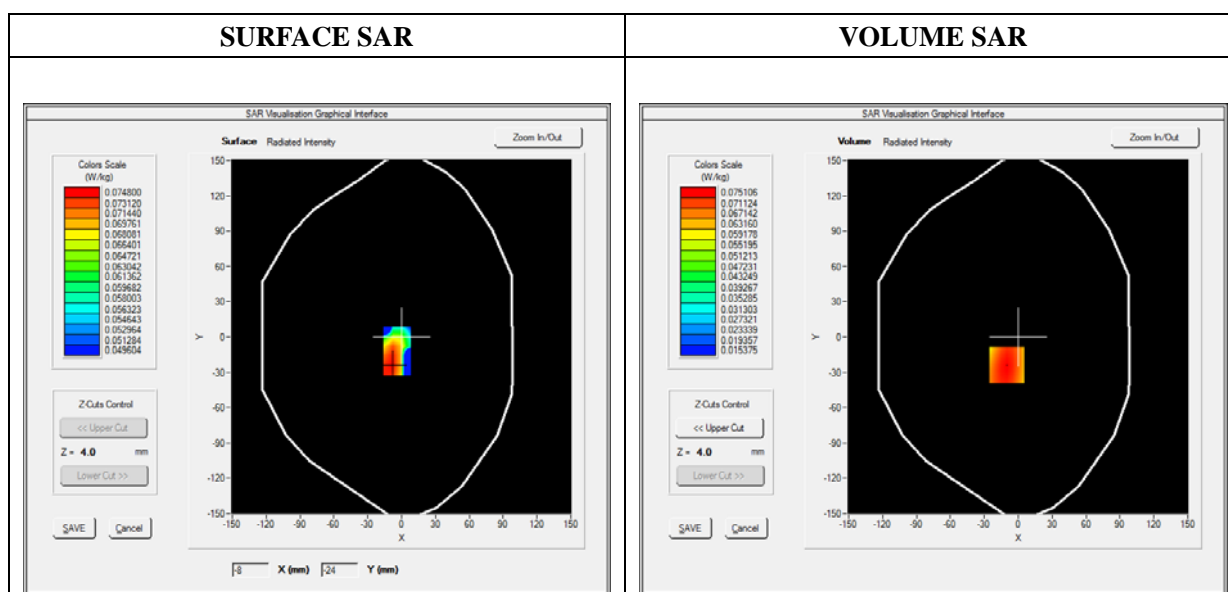 SURFACE SAR
VOLUME SAR
SAR Visualisation Graphical Interface
Surface Radiated Intensity
Zoom In/Out
Colors Scale
(W/kg)
0.074800
0.073120
0.071440
0.069761
0.068081
0.066401
0.064721
0.063042
0.061362
0.059682
0.058003
0.056323
0.054643
0.052964
0.051284
0.049604
Z-Cuts Control
<< Upper Cut
Z = 4.0 mm
Lower Cut >>
SAVE Cancel
150
120
90
60
30
0
-30
-60
-90
-120
-150
Y
-150 -120 -90 -60 -30 0 30 60 90 120 150
X
-8 X (mm) -24 Y (mm)
SAR Visualisation Graphical Interface
Volume Radiated Intensity
Zoom In/Out
Colors Scale
(W/kg)
0.075106
0.071124
0.067142
0.063160
0.059178
0.055195
0.051213
0.047231
0.043249
0.039267
0.035285
0.031303
0.027321
0.023339
0.019357
0.015375
Z-Cuts Control
<< Upper Cut
Z = 4.0 mm
Lower Cut >>
SAVE Cancel
150
120
90
60
30
0
-30
-60
-90
-120
-150
Y
-150 -120 -90 -60 -30 0 30 60 90 120 150
X